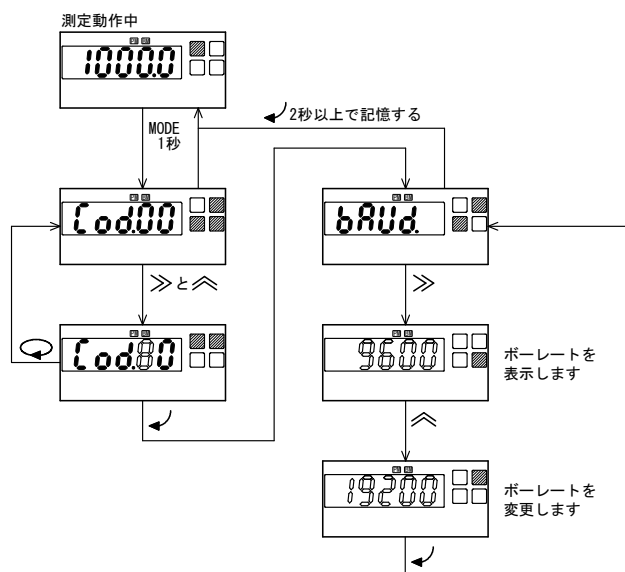 測定動作中
1000.0
MODE
1秒
2秒以上で記憶する
Cod.00
bAUd.
≫と︽
≫
Cod.80
9600
ボーレートを
表示します
︽
19200
ボーレートを
変更します